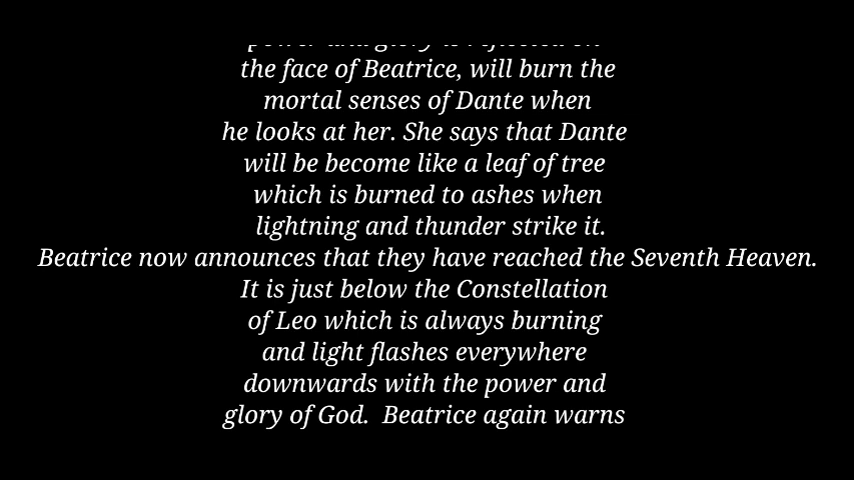 the face of Beatrice, will burn the
mortal senses of Dante when
he looks at her. She says that Dante
will be become like a leaf of tree
which is burned to ashes when
lightning and thunder strike it.
Beatrice now announces that they have reached the Seventh Heaven.
It is just below the Constellation
of Leo which is always burning
and light flashes everywhere
downwards with the power and
glory of God.  Beatrice again warns